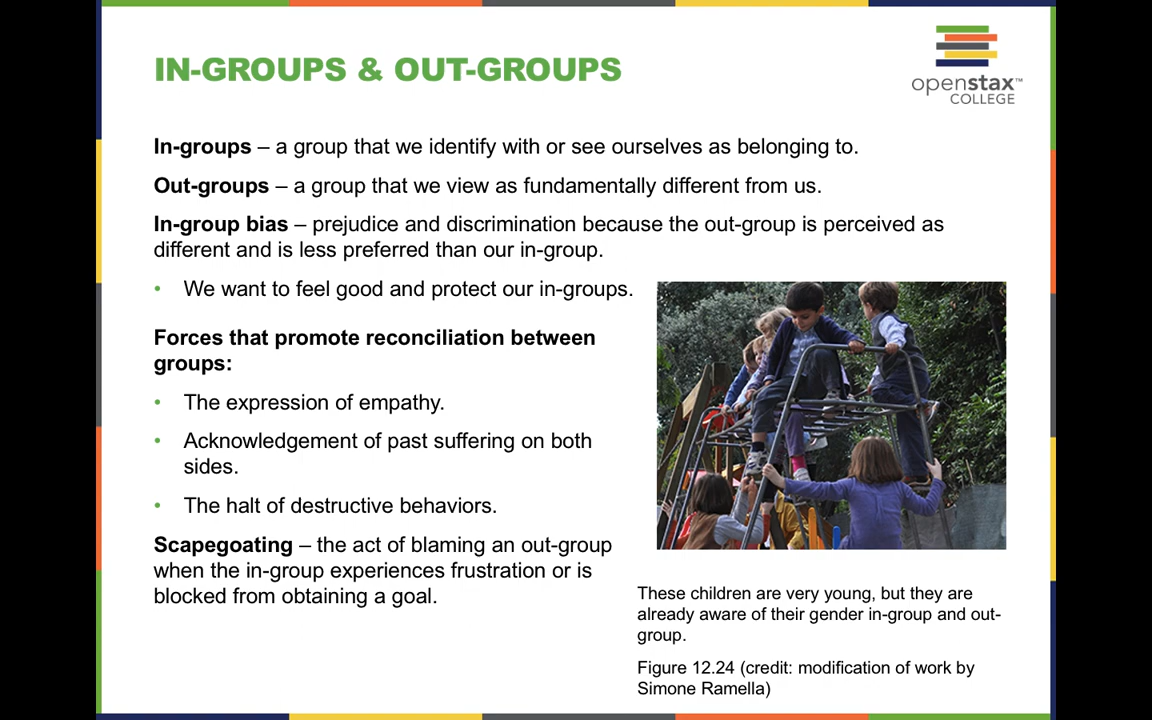 IN-GROUPS & OUT-GROUPS
openstax™
COLLEGE
In-groups – a group that we identify with or see ourselves as belonging to.
Out-groups – a group that we view as fundamentally different from us.
In-group bias – prejudice and discrimination because the out-group is perceived as
different and is less preferred than our in-group.
• We want to feel good and protect our in-groups.
Forces that promote reconciliation between
groups:
• The expression of empathy.
• Acknowledgement of past suffering on both
sides.
• The halt of destructive behaviors.
Scapegoating – the act of blaming an out-group
when the in-group experiences frustration or is
blocked from obtaining a goal.
These children are very young, but they are
already aware of their gender in-group and out-
group.
Figure 12.24 (credit: modification of work by
Simone Ramella)